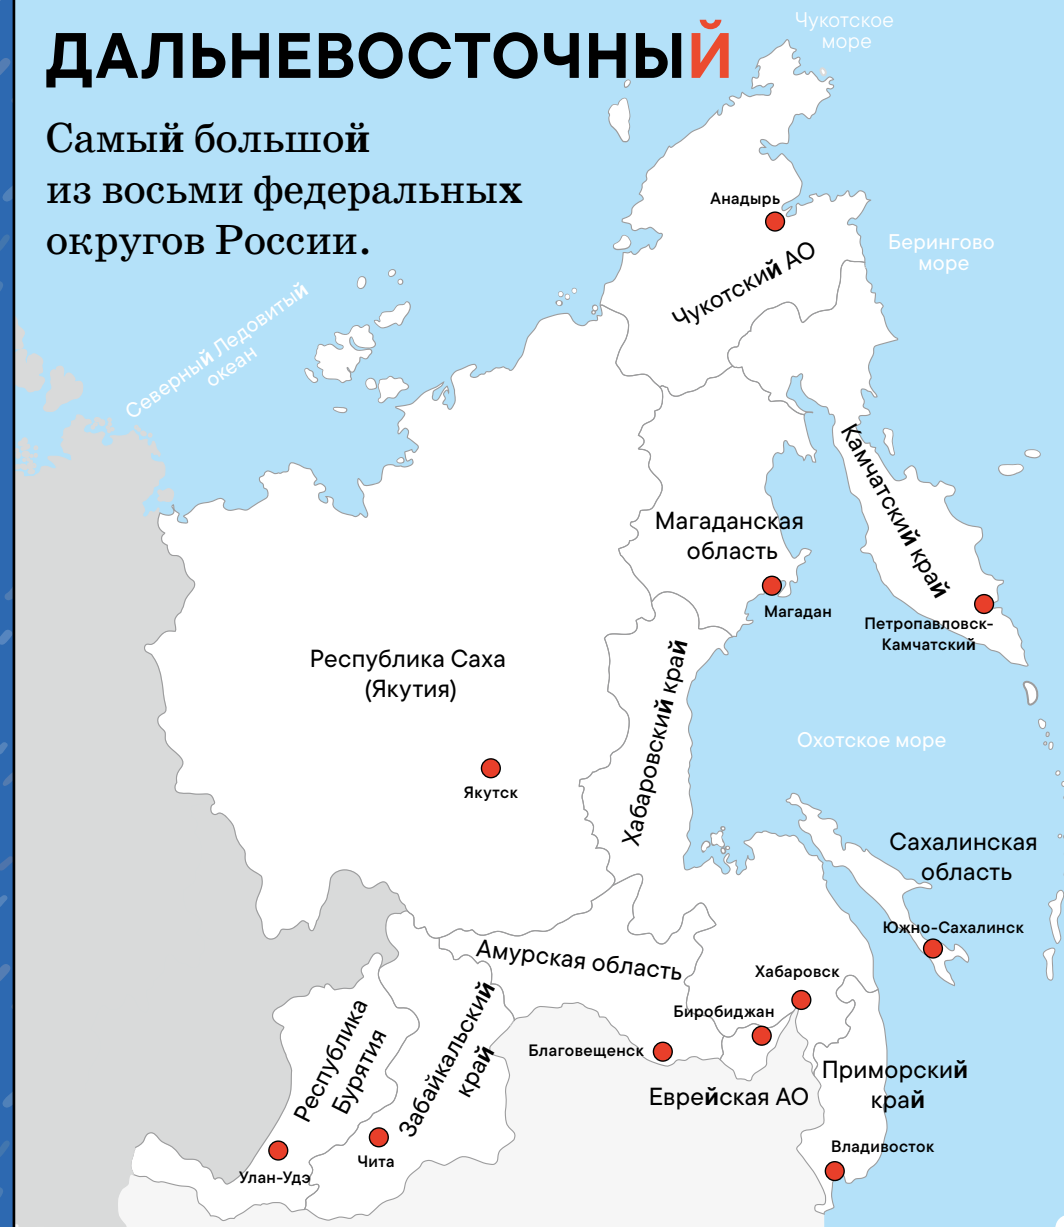 ДАЛЬНЕВОСТОЧНЫЙ
Самый большой
из восьми федеральных
округов России.
Чукотское
море
Анадырь
Чукотский АО
Берингово
море
Северный Ледовитый
океан
Камчатский край
Магаданская
область
Магадан
Петропавловск-
Камчатский
Республика Саха
(Якутия)
Якутск
Хабаровский край
Охотское море
Сахалинская
область
Южно-Сахалинск
Амурская область
Хабаровск
Биробиджан
Благовещенск
Еврейская АО
Приморский
край
Владивосток
Республика
Бурятия
Забайкальский
край
Чита
Улан-Удэ